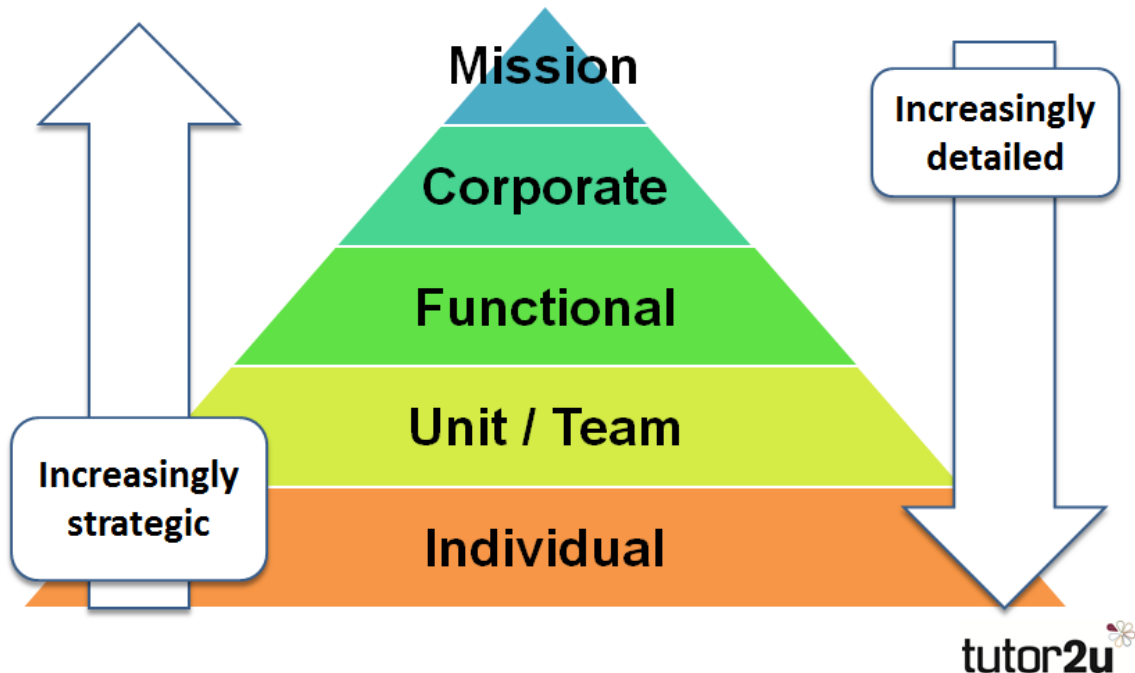 Mission
Increasingly
detailed
Corporate
Functional
Unit / Team
Increasingly
strategic
Individual
tutor2u